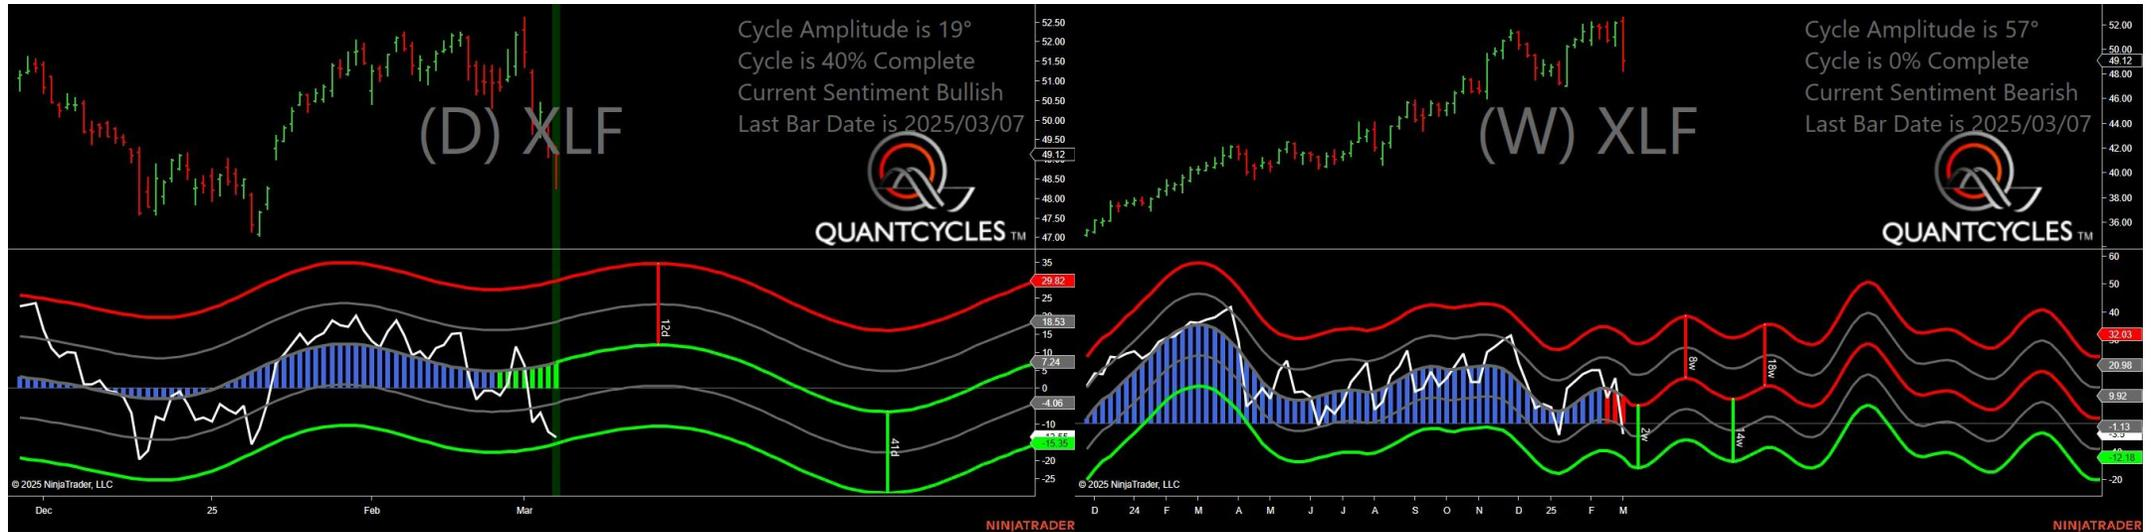 Cycle Amplitude is 19°
Cycle is 40% Complete
Current Sentiment Bullish
Last Bar Date is 2025/03/07
(D) XLF
QUANTCYCLES TM
52.50
52.00
51.50
51.00
50.50
50.00
49.50
49.12
48.50
48.00
47.50
47.00
35
29.82
25
18.53
15
10
7.24
5
0
-4.06
-10
-15.35
-20
-25
12d
41d
© 2025 NinjaTrader, LLC
Dec 25 Feb Mar
NINJATRADER
Cycle Amplitude is 57°
Cycle is 0% Complete
Current Sentiment Bearish
Last Bar Date is 2025/03/07
(W) XLF
QUANTCYCLES TM
52.00
50.00
49.12
48.00
46.00
44.00
42.00
40.00
38.00
36.00
60
50
40
32.03
20.98
9.92
-1.13
-12.18
-20
8w
18w
2w
14w
© 2025 NinjaTrader, LLC
D 24 F M A M J J A S O N D 25 F M
NINJATRADER